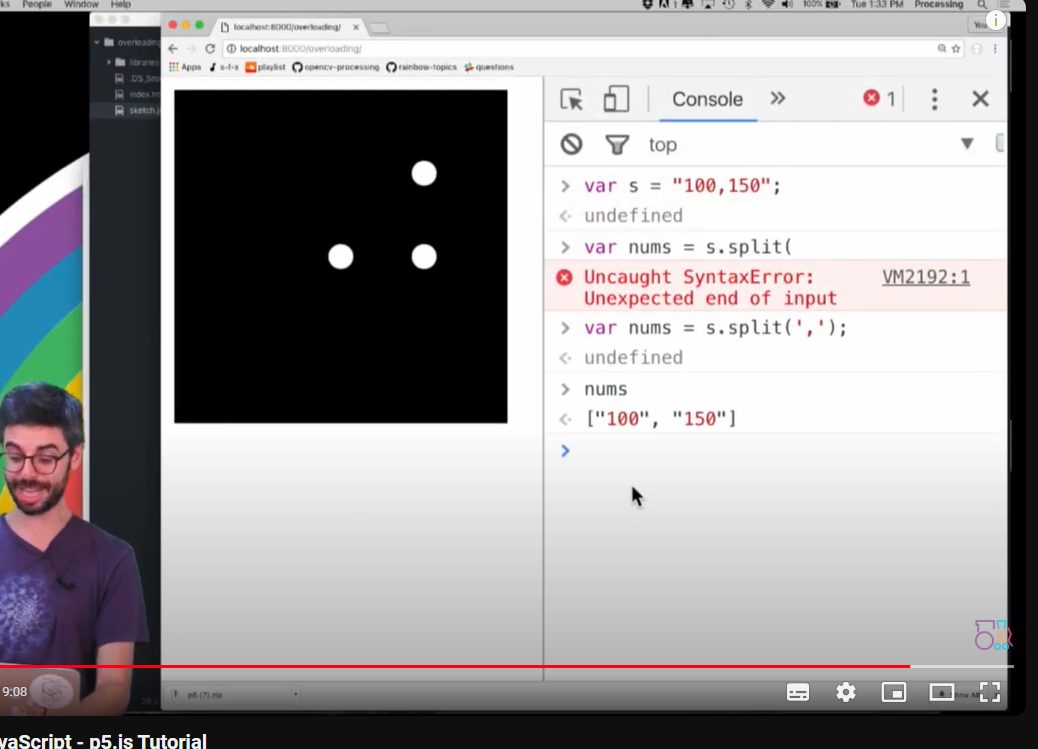 ks People Window Help
100% Tue 1:33 PM Processing
localhost:8000/overloading/
You
i
localhost:8000/overloading/
Apps s-f-x playlist opencv-processing rainbow-topics questions
overloading
libraries
.DS_Sto
index.ht
sketch.j
Console 1
top
> var s = "100,150";
undefined
> var nums = s.split(
Uncaught SyntaxError: VM2192:1
Unexpected end of input
> var nums = s.split(',');
undefined
> nums
["100", "150"]
>
9:08
p5 (7).zip
vaScript - p5.js Tutorial